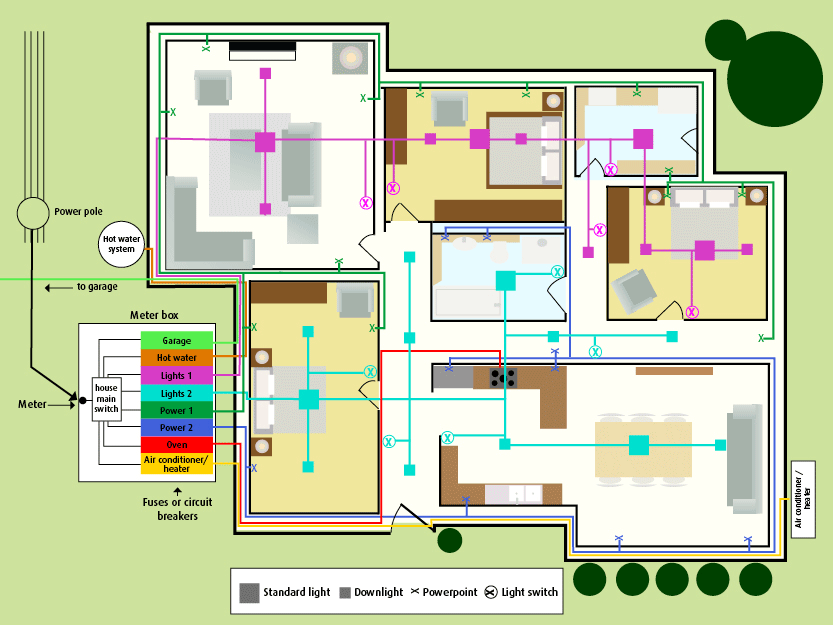 Power pole
Hot water
system
to garage
Meter box
Garage
Hot water
Lights 1
Lights 2
Power 1
Power 2
Oven
Air conditioner/
heater
house
main
switch
Meter
Fuses or circuit
breakers
Air conditioner /
heater
Standard light
Downlight
Powerpoint
Light switch